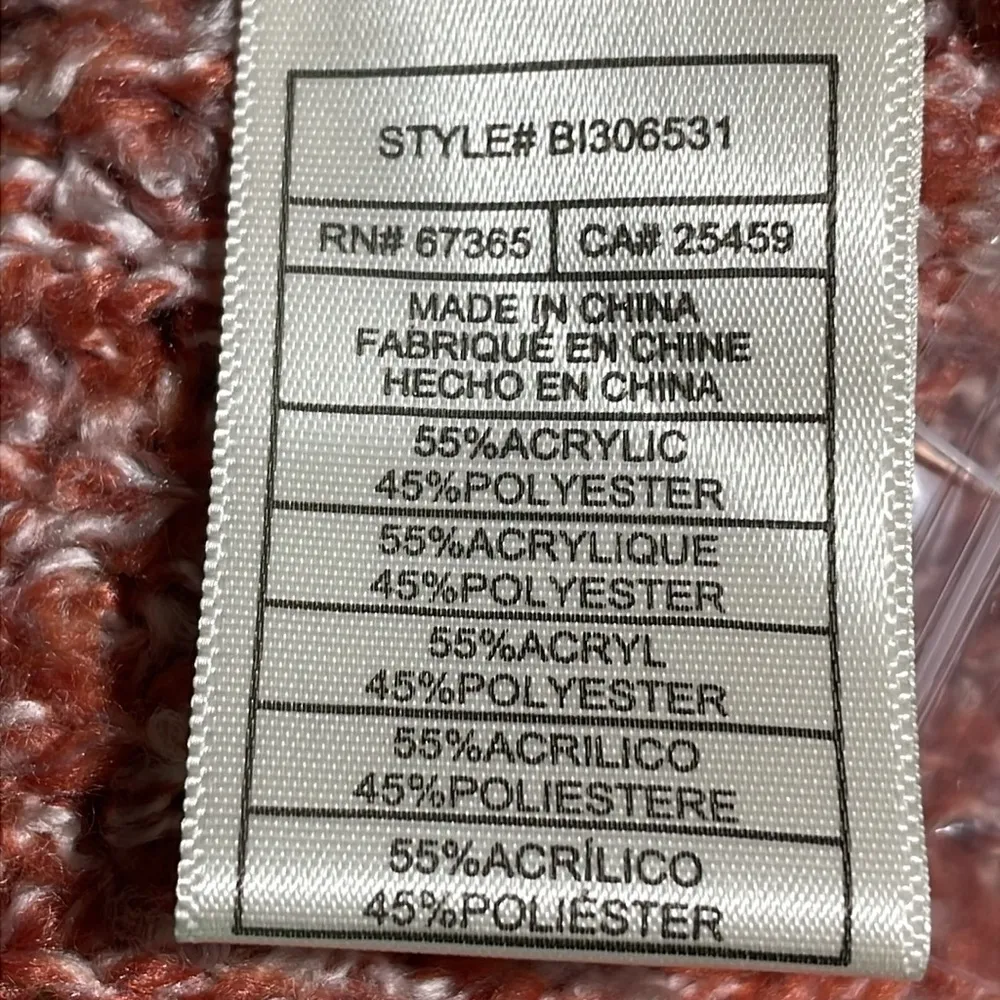 STYLE# BI306531
RN# 67365 CA# 25459
MADE IN CHINA
FABRIQUÉ EN CHINE
HECHO EN CHINA
55%ACRYLIC
45%POLYESTER
55%ACRYLIQUE
45%POLYESTER
55%ACRYL
45%POLYESTER
55%ACRILICO
45%POLIESTERE
55%ACRÍLICO
45%POLIÉSTER